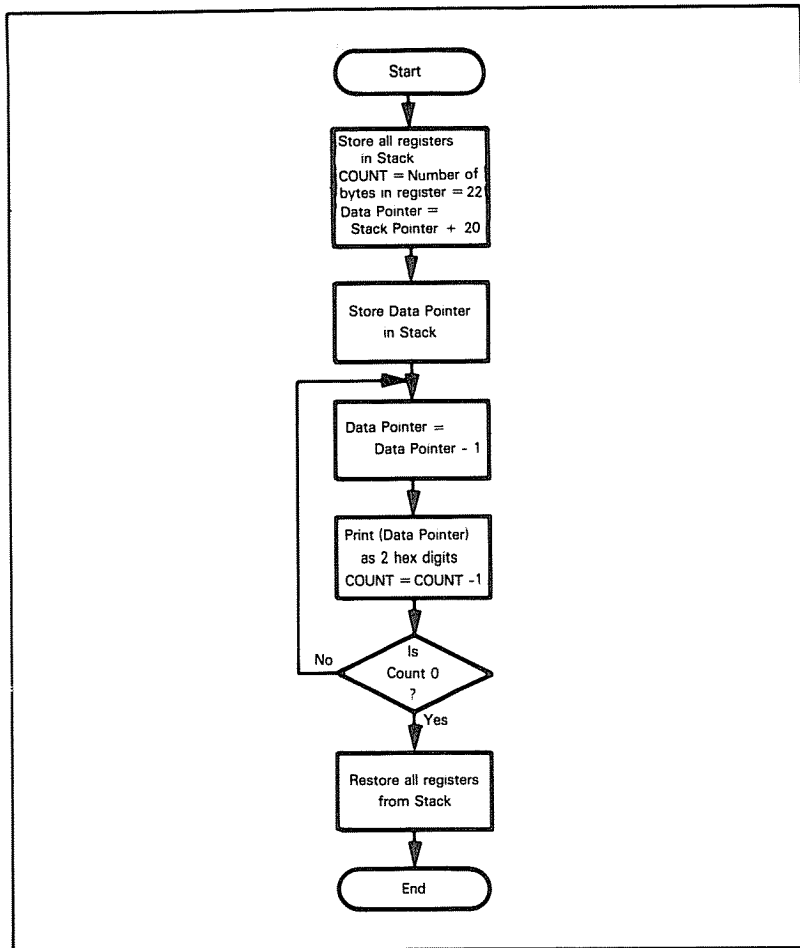 Start
Store all registers
in Stack
COUNT = Number of
bytes in register = 22
Data Pointer =
Stack Pointer + 20
Store Data Pointer
in Stack
Data Pointer =
Data Pointer - 1
Print (Data Pointer)
as 2 hex digits
COUNT = COUNT -1
Is
Count 0
?
No
Yes
Restore all registers
from Stack
End